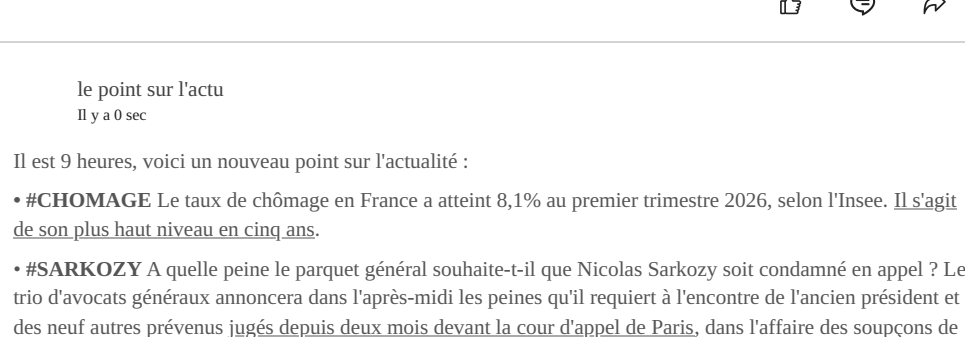 le point sur l'actu
Il y a 0 sec
Il est 9 heures, voici un nouveau point sur l'actualité :
• #CHOMAGE Le taux de chômage en France a atteint 8,1% au premier trimestre 2026, selon l'Insee. Il s'agit
de son plus haut niveau en cinq ans.
• #SARKOZY A quelle peine le parquet général souhaite-t-il que Nicolas Sarkozy soit condamné en appel ? Le
trio d'avocats généraux annoncera dans l'après-midi les peines qu'il requiert à l'encontre de l'ancien président et
des neuf autres prévenus jugés depuis deux mois devant la cour d'appel de Paris, dans l'affaire des soupçons de